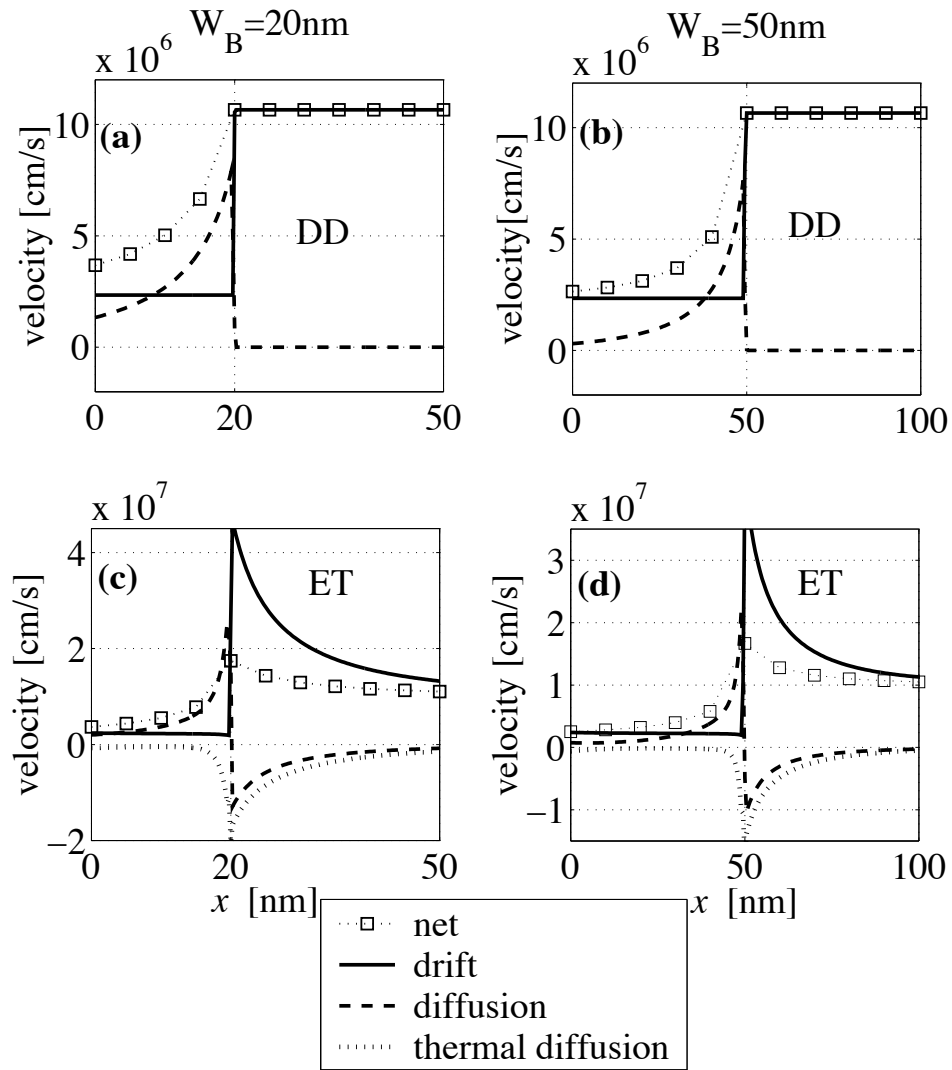 W_B=20nm
W_B=50nm
x 10^6
x 10^6
(a)
(b)
DD
DD
velocity [cm/s]
velocity[cm/s]
10
5
0
10
5
0
0 20 50
0 50 100
x 10^7
x 10^7
(c)
(d)
ET
ET
velocity [cm/s]
velocity [cm/s]
4
2
0
−2
3
2
1
0
−1
0 20 50
0 50 100
x [nm]
x [nm]
net
drift
diffusion
thermal diffusion